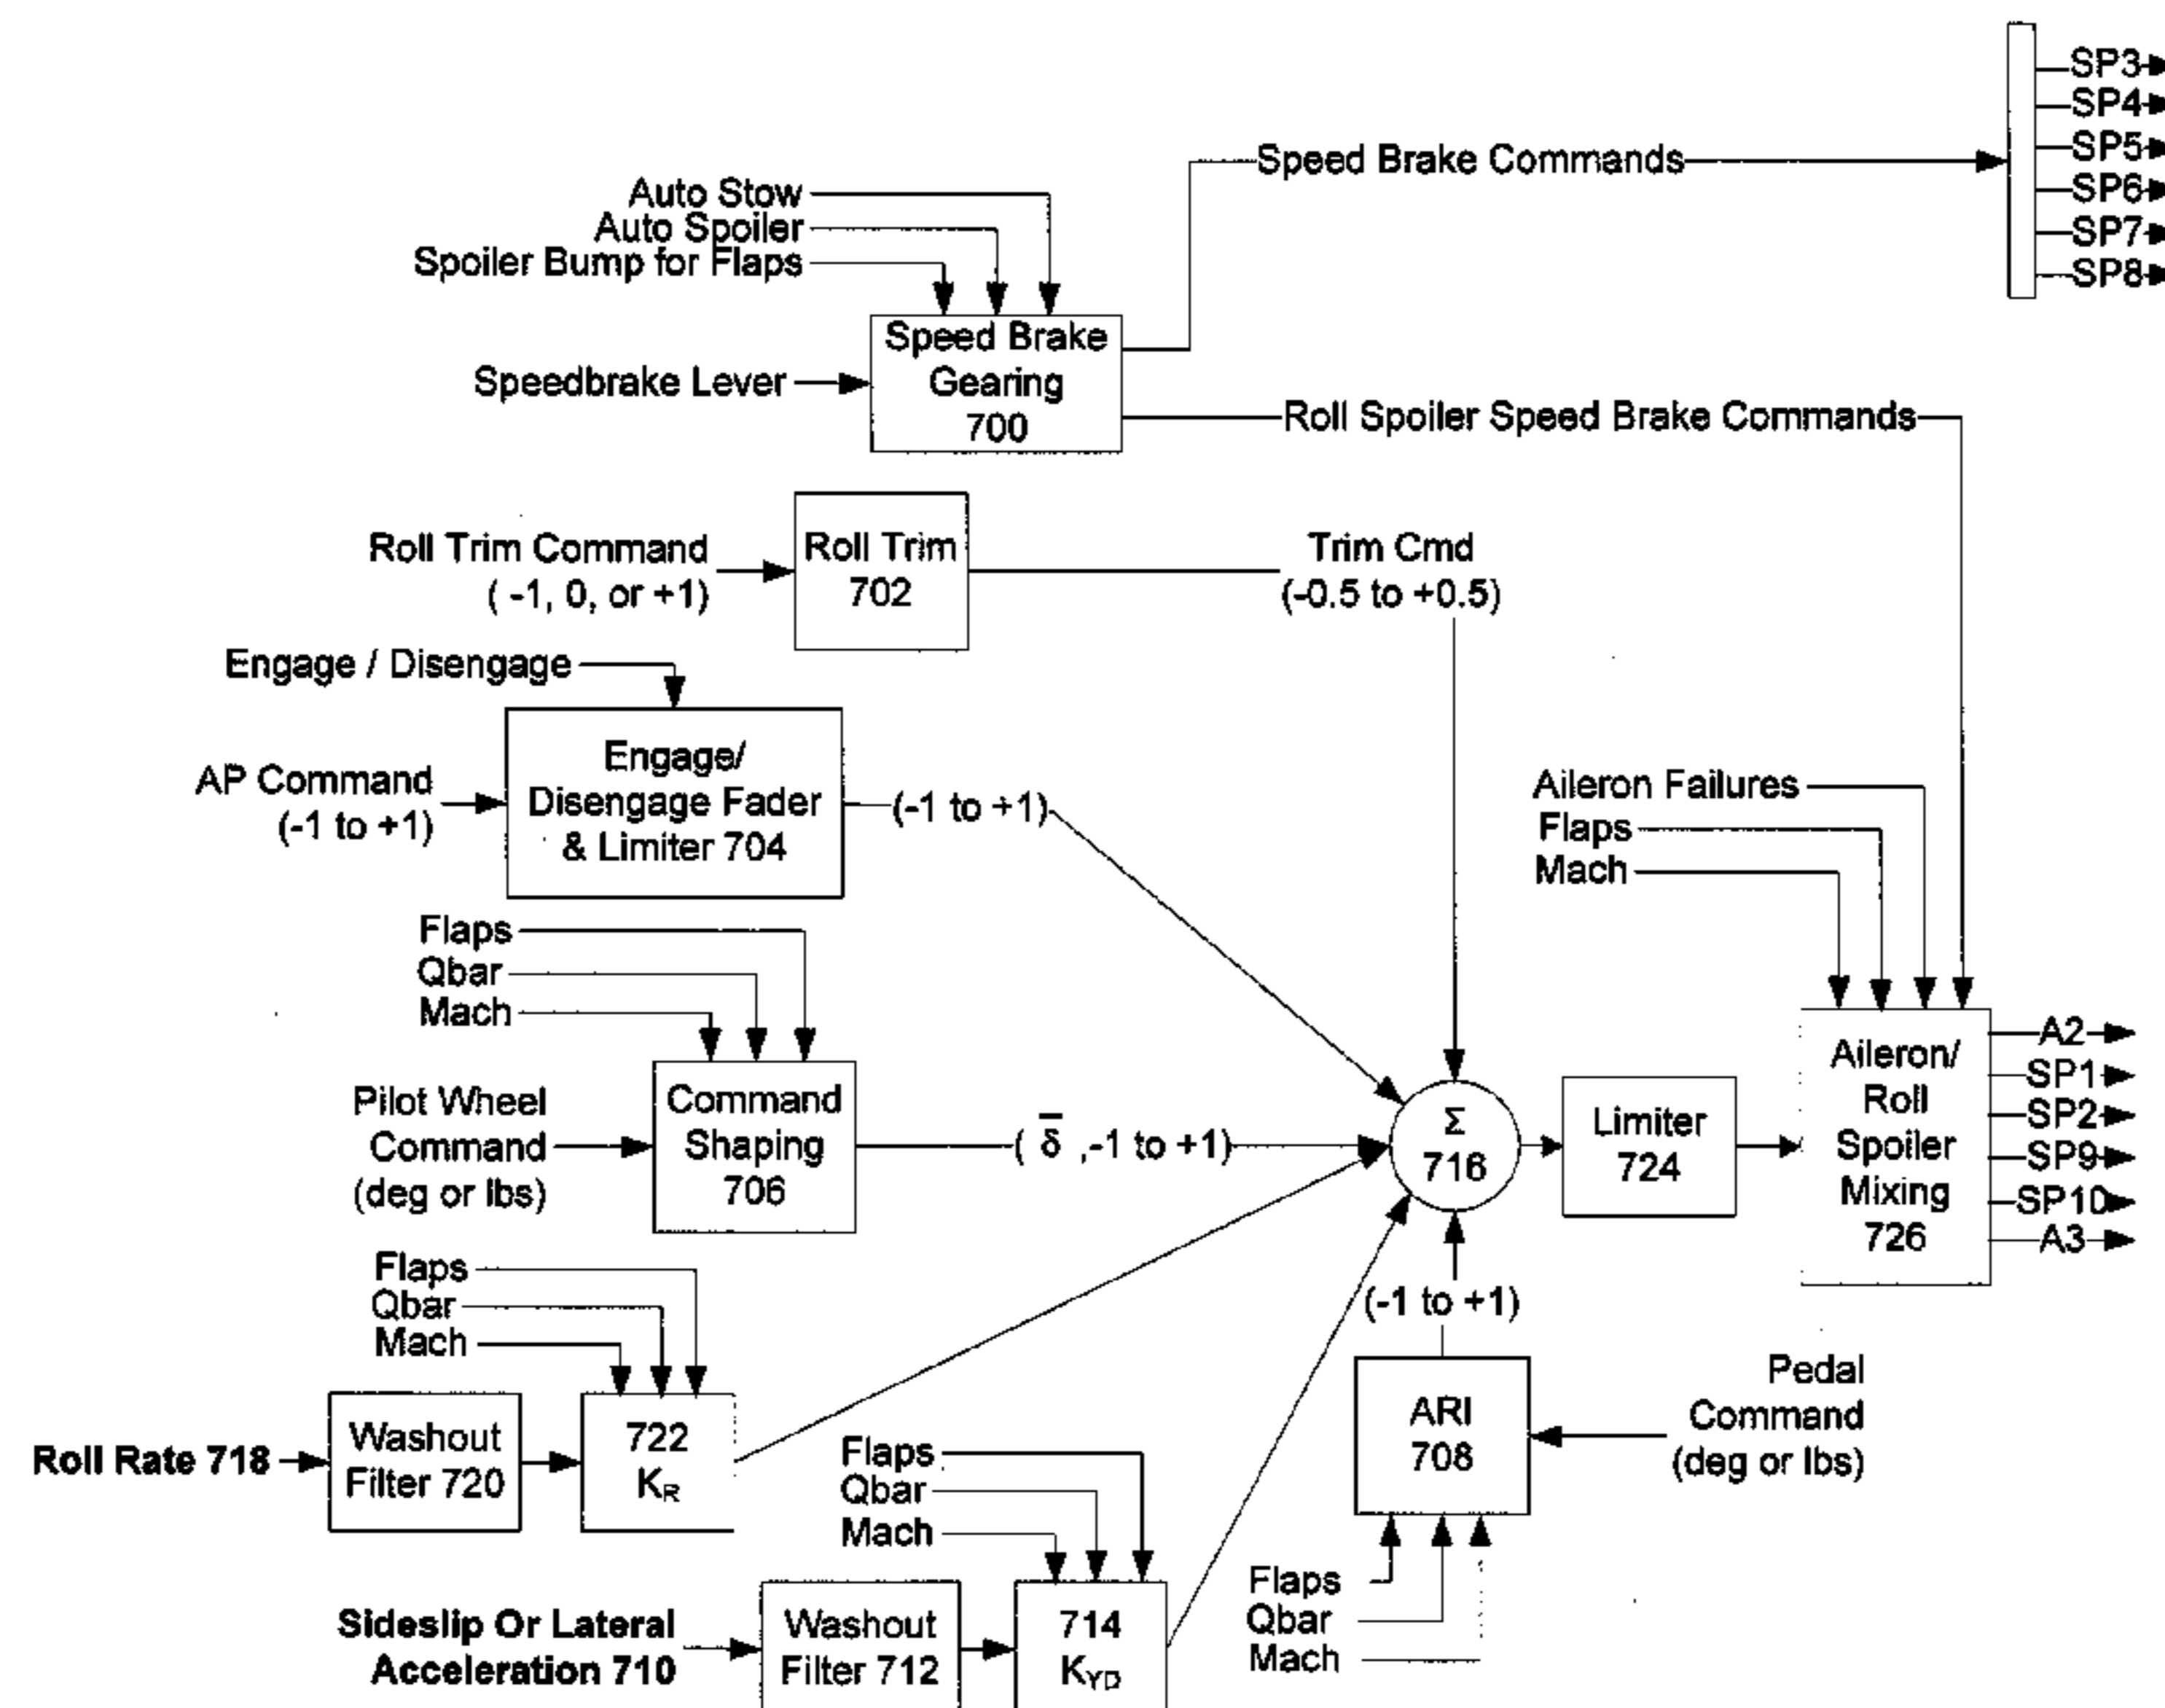 SP3
SP4
SP5
SP6
SP7
SP8
Speed Brake Commands
Auto Stow
Auto Spoiler
Spoiler Bump for Flaps
Speedbrake Lever
Speed Brake
Gearing
700
Roll Spoiler Speed Brake Commands
Roll Trim Command
( -1, 0, or +1)
Roll Trim
702
Trim Cmd
(-0.5 to +0.5)
Engage / Disengage
AP Command
(-1 to +1)
Engage/
Disengage Fader
& Limiter 704
(-1 to +1)
Aileron Failures
Flaps
Mach
Flaps
Qbar
Mach
Pilot Wheel
Command
(deg or lbs)
Command
Shaping
706
( δ̅ ,-1 to +1)
Σ
716
Limiter
724
Aileron/
Roll
Spoiler
Mixing
726
A2
SP1
SP2
SP9
SP10
A3
Flaps
Qbar
Mach
Roll Rate 718
Washout
Filter 720
722
K_R
(-1 to +1)
ARI
708
Pedal
Command
(deg or lbs)
Flaps
Qbar
Mach
Flaps
Qbar
Mach
Sideslip Or Lateral
Acceleration 710
Washout
Filter 712
714
K_YD